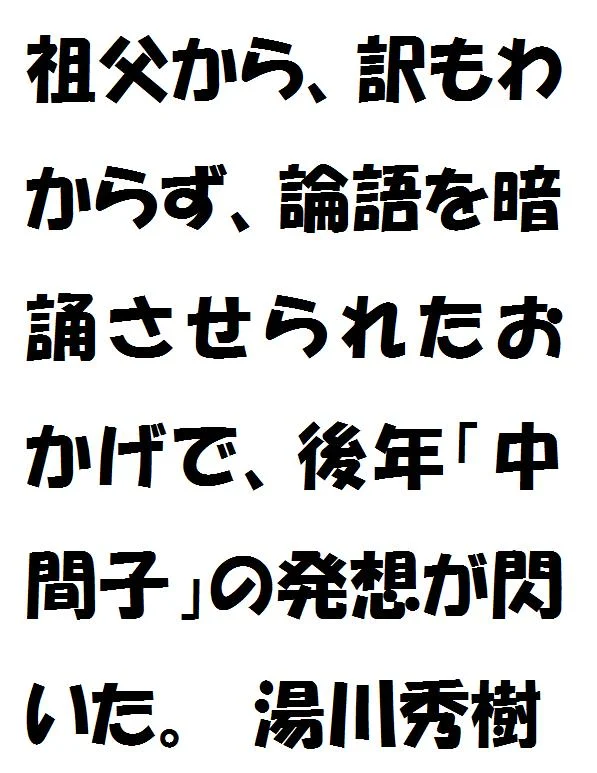 祖父から、訳もわ
からず、論語を暗
誦させられたお
かげで、後年「中
間子」の発想が閃
いた。　湯川秀樹